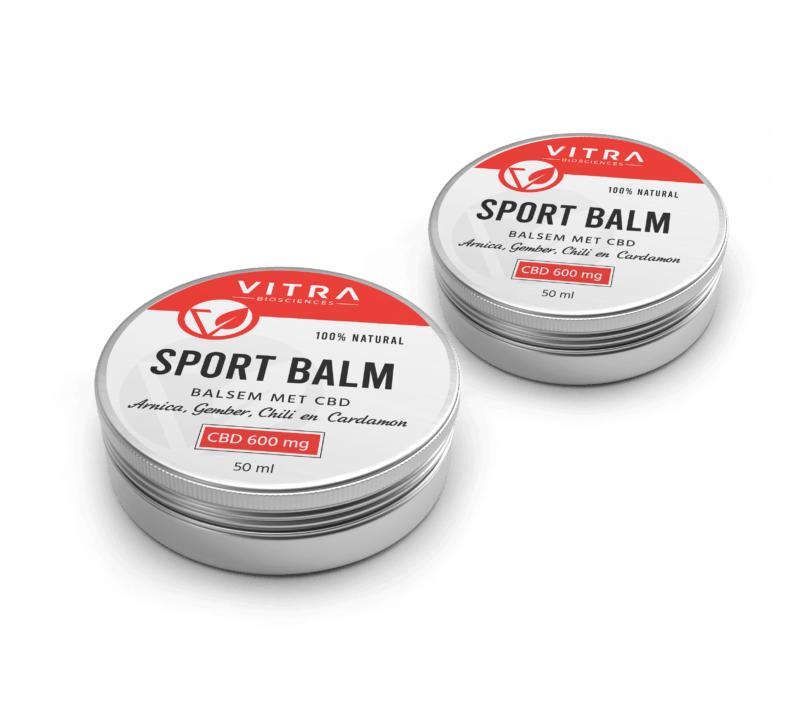 VITRA
BIOSCIENCES
100% NATURAL
SPORT BALM
BALSEM MET CBD
Arnica, Gember, Chili en Cardamon
CBD 600 mg
50 ml
VITRA
BIOSCIENCES
100% NATURAL
SPORT BALM
BALSEM MET CBD
Arnica, Gember, Chili en Cardamon
CBD 600 mg
50 ml